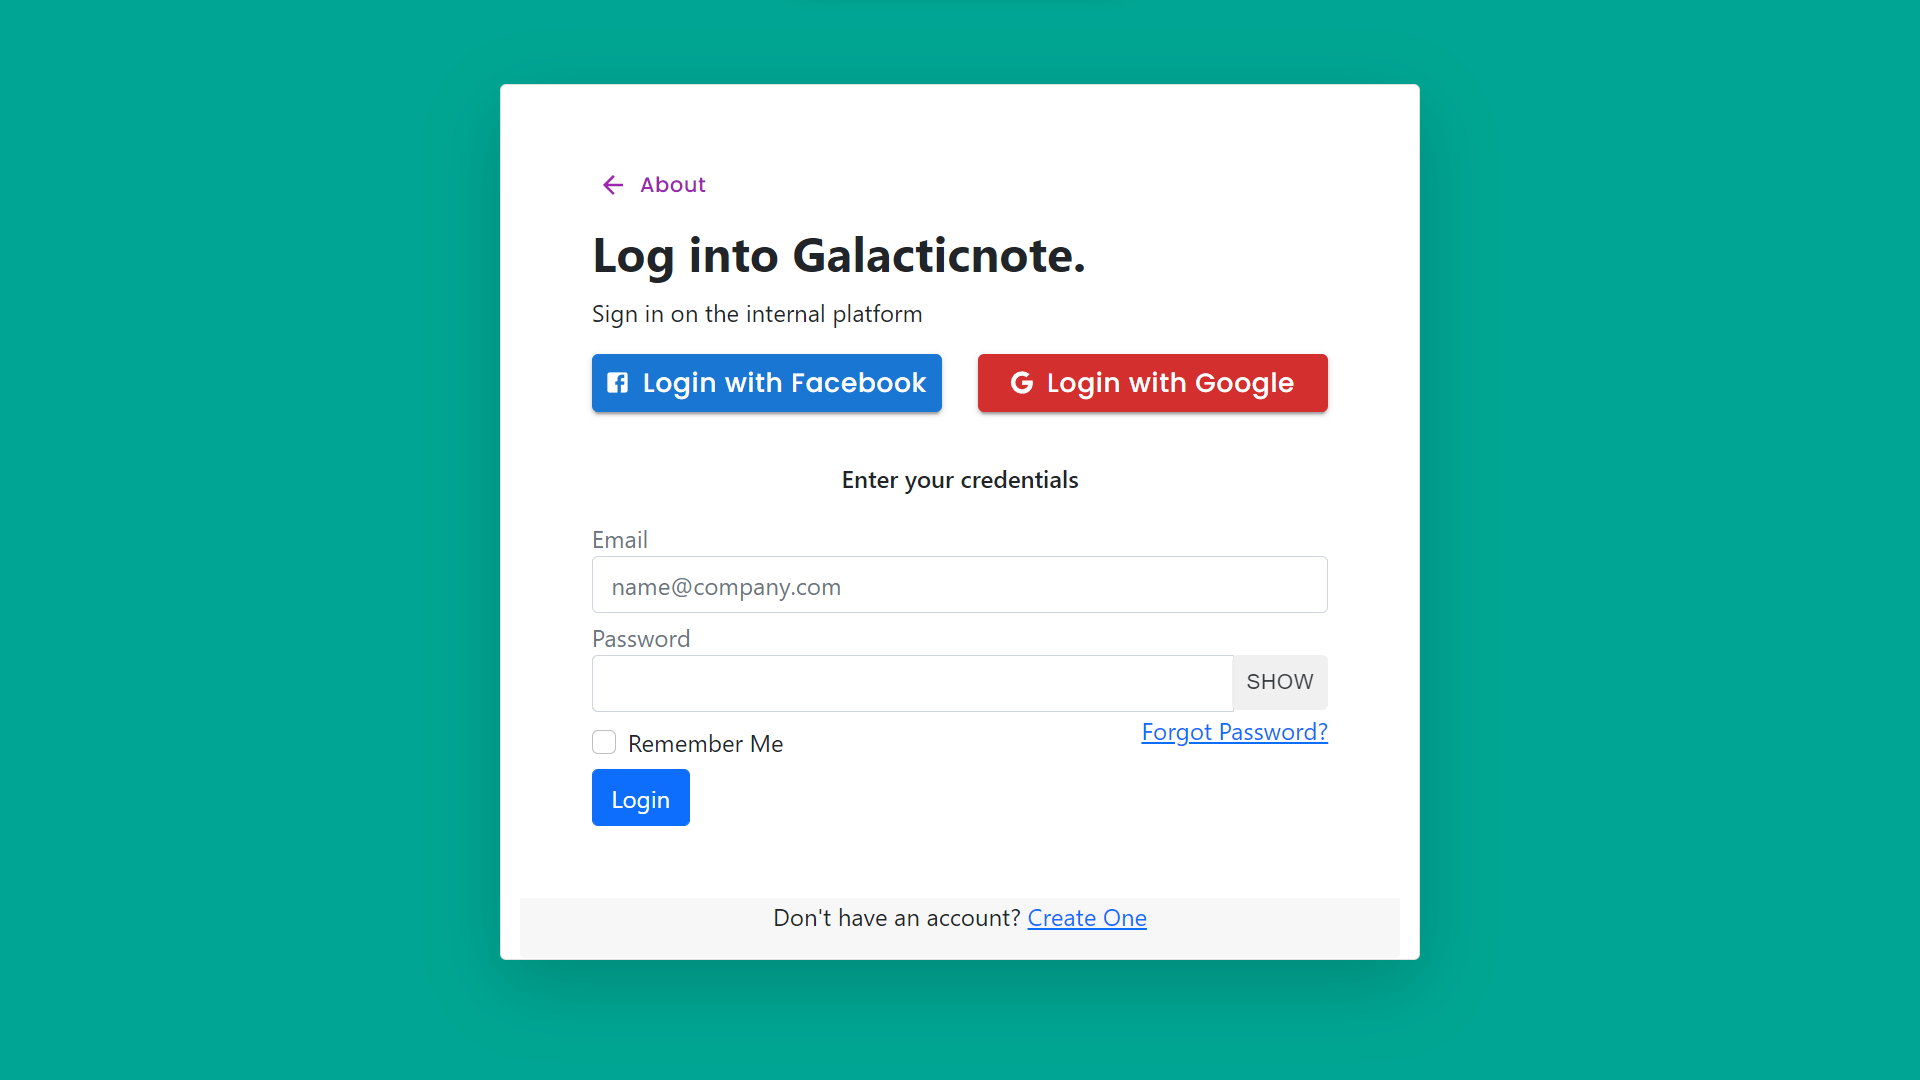 About
Log into Galacticnote.
Sign in on the internal platform
Login with Facebook
Login with Google
Enter your credentials
Email
name@company.com
Password
SHOW
Remember Me
Forgot Password?
Login
Don't have an account? Create One